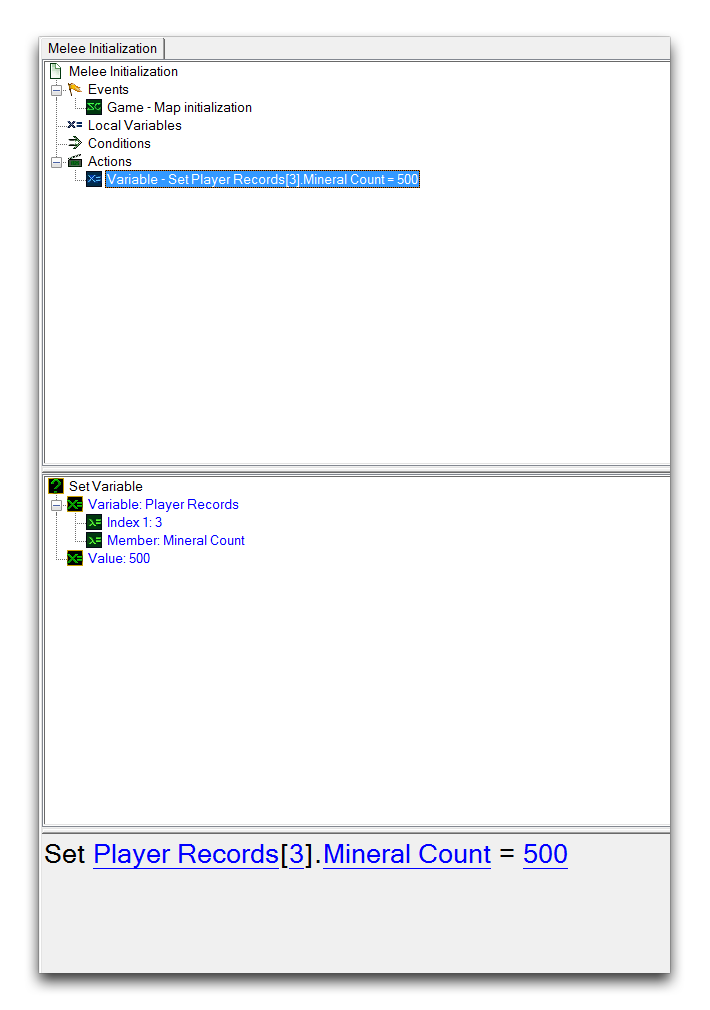 Melee Initialization
Melee Initialization
Events
Game - Map initialization
Local Variables
Conditions
Actions
Variable - Set Player Records[3].Mineral Count = 500
Set Variable
Variable: Player Records
Index 1: 3
Member: Mineral Count
Value: 500
Set Player Records[3].Mineral Count = 500